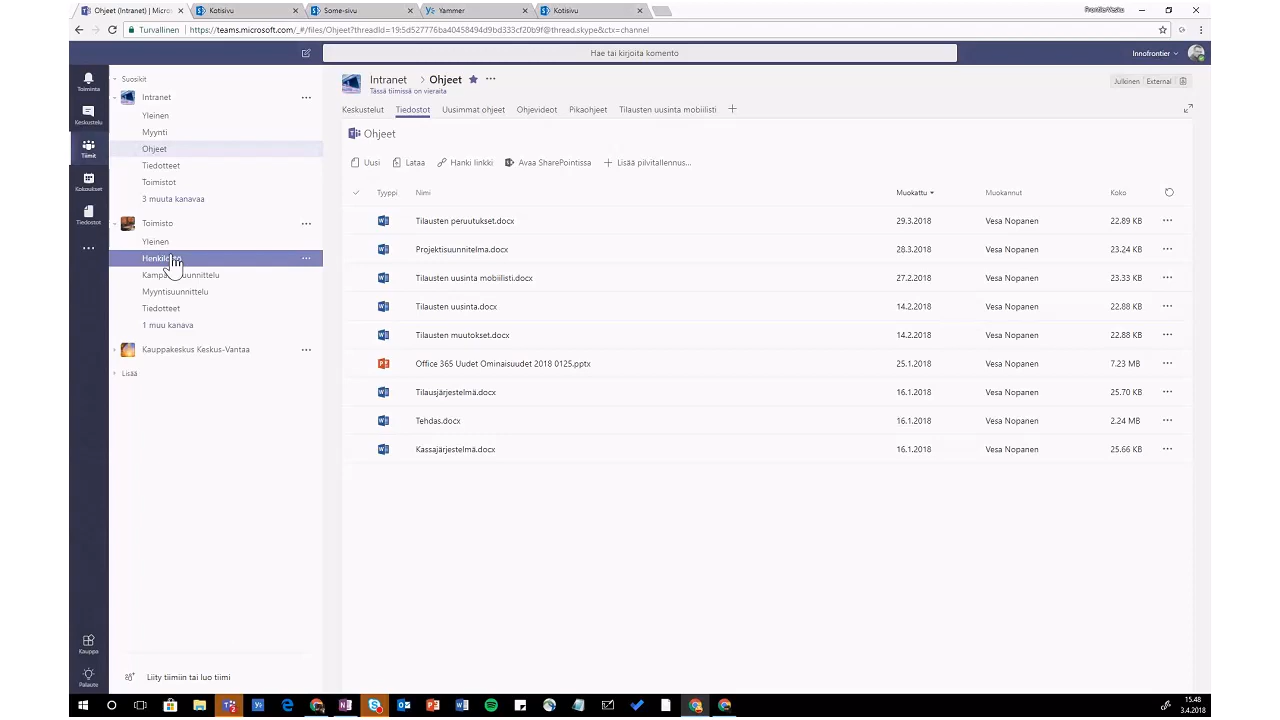 Ohjeet (Intranet) | Micros
Kotisivu
Some-sivu
Yammer
Kotisivu
Frontier/Vesku
Turvallinen
https://teams.microsoft.com/_#/files/Ohjeet?threadId=19:5d527776ba40458494d9bd333cf20b9f@thread.skype&ctx=channel
Hae tai kirjoita komento
Innofrontier
Toiminta
Keskustelu
Tiimit
Kokoukset
Tiedostot
Kauppa
Palaute
Suosikit
Intranet
Yleinen
Myynti
Ohjeet
Tiedotteet
Toimistot
3 muuta kanavaa
Toimisto
Yleinen
Myyntisuunnittelu
Tiedotteet
1 muu kanava
Kauppakeskus Keskus-Vantaa
Lisää
Liity tiimiin tai luo tiimi
Intranet > Ohjeet
Tässä tiimissä on vieraita
Julkinen External
Keskustelut Tiedostot Uusimmat ohjeet Ohjevideot Pikaohjeet Tilausten uusinta mobiilisti
Ohjeet
Uusi Lataa Hanki linkki Avaa SharePointissa Lisää pilvitallennus...
Tyyppi Nimi Muokattu Muokannut Koko
Tilausten peruutukset.docx 29.3.2018 Vesa Nopanen 22.89 KB
Projektisuunnitelma.docx 28.3.2018 Vesa Nopanen 23.24 KB
Tilausten uusinta mobiilisti.docx 27.2.2018 Vesa Nopanen 23.33 KB
Tilausten uusinta.docx 14.2.2018 Vesa Nopanen 22.88 KB
Tilausten muutokset.docx 14.2.2018 Vesa Nopanen 22.88 KB
Office 365 Uudet Ominaisuudet 2018 0125.pptx 25.1.2018 Vesa Nopanen 7.23 MB
Tilausjärjestelmä.docx 16.1.2018 Vesa Nopanen 25.70 KB
Tehdas.docx 16.1.2018 Vesa Nopanen 2.24 MB
Kassajärjestelmä.docx 16.1.2018 Vesa Nopanen 25.66 KB
15.48
3.4.2018